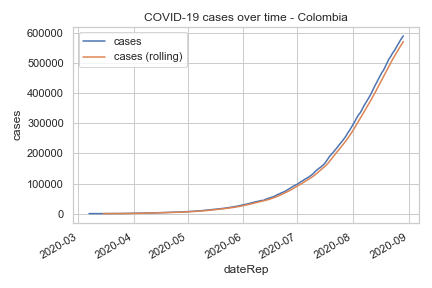 COVID-19 cases over time - Colombia
cases
cases (rolling)
600000
500000
400000
300000
200000
100000
0
cases
2020-03
2020-04
2020-05
2020-06
2020-07
2020-08
2020-09
dateRep